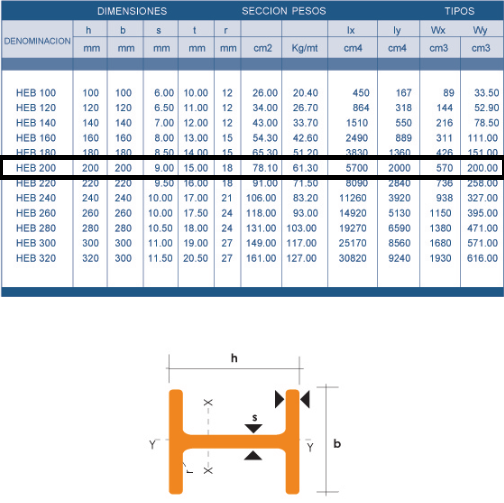 DIMENSIONES SECCION PESOS TIPOS
DENOMINACION h b s t r Ix Iy Wx Wy
mm mm mm mm mm cm2 Kg/mt cm4 cm4 cm3 cm3
HEB 100 100 100 6.00 10.00 12 26.00 20.40 450 167 89 33.50
HEB 120 120 120 6.50 11.00 12 34.00 26.70 864 318 144 52.90
HEB 140 140 140 7.00 12.00 12 43.00 33.70 1510 550 216 78.50
HEB 160 160 160 8.00 13.00 15 54.30 42.60 2490 889 311 111.00
HEB 180 180 180 8.50 14.00 15 65.30 51.20 3830 1360 426 151.00
HEB 200 200 200 9.00 15.00 18 78.10 61.30 5700 2000 570 200.00
HEB 220 220 220 9.50 16.00 18 91.00 71.50 8090 2840 736 258.00
HEB 240 240 240 10.00 17.00 21 106.00 83.20 11260 3920 938 327.00
HEB 260 260 260 10.00 17.50 24 118.00 93.00 14920 5130 1150 395.00
HEB 280 280 280 10.50 18.00 24 131.00 103.00 19270 6590 1380 471.00
HEB 300 300 300 11.00 19.00 27 149.00 117.00 25170 8560 1680 571.00
HEB 320 320 300 11.50 20.50 27 161.00 127.00 30820 9240 1930 616.00
h
X
s
Y Y b
r X